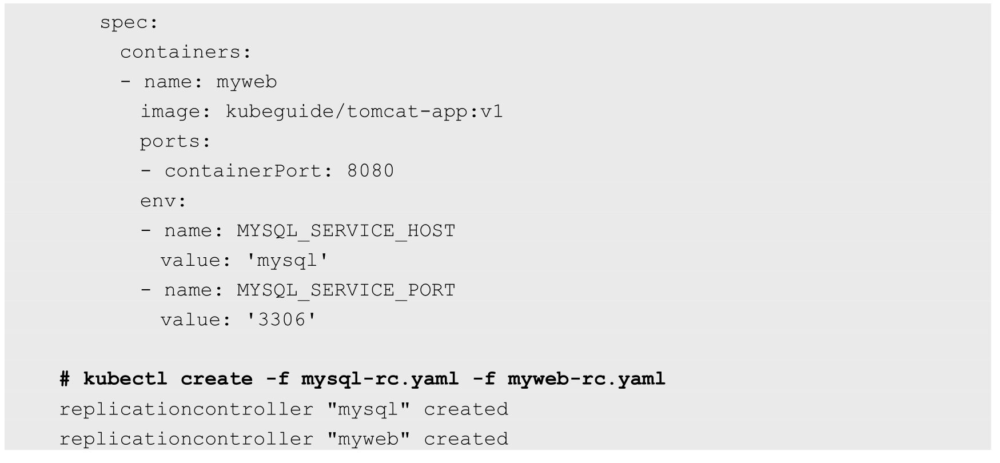 spec:
containers:
- name: myweb
image: kubeguide/tomcat-app:v1
ports:
- containerPort: 8080
env:
- name: MYSQL_SERVICE_HOST
value: 'mysql'
- name: MYSQL_SERVICE_PORT
value: '3306'
# kubectl create -f mysql-rc.yaml -f myweb-rc.yaml
replicationcontroller "mysql" created
replicationcontroller "myweb" created